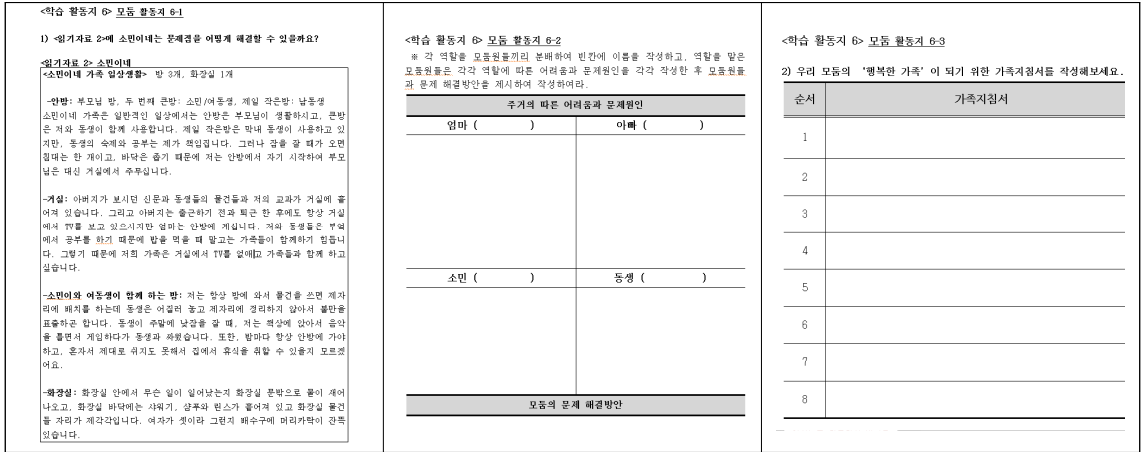 <학습 활동지 6> 모둠 활동지 6-1
1) <읽기자료 2>에 소민이네는 문제점을 어떻게 해결할 수 있을까요?
<읽기자료 2> 소민이네
<소민이네 가족 일상생활> 방 3개, 화장실 1개
-안방: 부모님 방, 두 번째 큰방: 소민/여동생, 제일 작은방: 남동생
소민이네 가족은 일반적인 일상에서는 안방은 부모님이 생활하시고, 큰방
은 저와 동생이 함께 사용합니다. 제일 작은방은 막내 동생이 사용하고 있
지만, 동생의 숙제와 공부는 제가 책임집니다. 그러나 잠을 잘 때가 오면
침대는 한 개이고, 바닥은 춥기 때문에 저는 안방에서 자기 시작하여 부모
님은 대신 거실에서 주무십니다.
-거실: 아버지가 보시던 신문과 동생들의 물건들과 저의 교과가 거실에 흩
어져 있습니다. 그리고 아버지는 출근하기 전과 퇴근 한 후에도 항상 거실
에서 TV를 보고 있으시지만 엄마는 안방에 계십니다. 저와 동생들은 부엌
에서 공부를 하기 때문에 밥을 먹을 때 말고는 가족들이 함께하기 힘듭니
다. 그렇기 때문에 저희 가족은 거실에서 TV를 없애고 가족들과 함께 하고
싶습니다.
-소민이와 여동생이 함께 하는 방: 저는 항상 방에 와서 물건을 쓰면 제자
리에 배치를 하는데 동생은 어질러 놓고 제자리에 정리하지 않아서 불만을
표출하곤 합니다. 동생이 주말에 낮잠을 잘 때, 저는 책상에 앉아서 음악
을 틀면서 게임하다가 동생과 싸웠습니다. 또한, 밤마다 항상 안방에 가야
하고, 혼자서 제대로 쉬지도 못해서 집에서 휴식을 취할 수 있을지 모르겠
어요.
-화장실: 화장실 안에서 무슨 일이 일어났는지 화장실 문밖으로 물이 새어
나오고, 화장실 바닥에는 샤워기, 샴푸와 린스가 흩어져 있고 화장실 물건
들 자리가 제각각입니다. 여자가 셋이라 그런지 배수구에 머리카락이 잔뜩
있습니다.
<학습 활동지 6> 모둠 활동지 6-2
※ 각 역할을 모둠원들끼리 분배하여 빈칸에 이름을 작성하고, 역할을 맡은
모둠원들은 각각 역할에 따른 어려움과 문제원인을 각각 작성한 후 모둠원들
과 문제 해결방안을 제시하여 작성하여라.
주거의 따른 어려움과 문제원인
엄마 ( ) 아빠 ( )
소민 ( ) 동생 ( )
모둠의 문제 해결방안
<학습 활동지 6> 모둠 활동지 6-3
2) 우리 모둠의 '행복한 가족'이 되기 위한 가족지침서를 작성해보세요.
순서 가족지침서
1
2
3
4
5
6
7
8